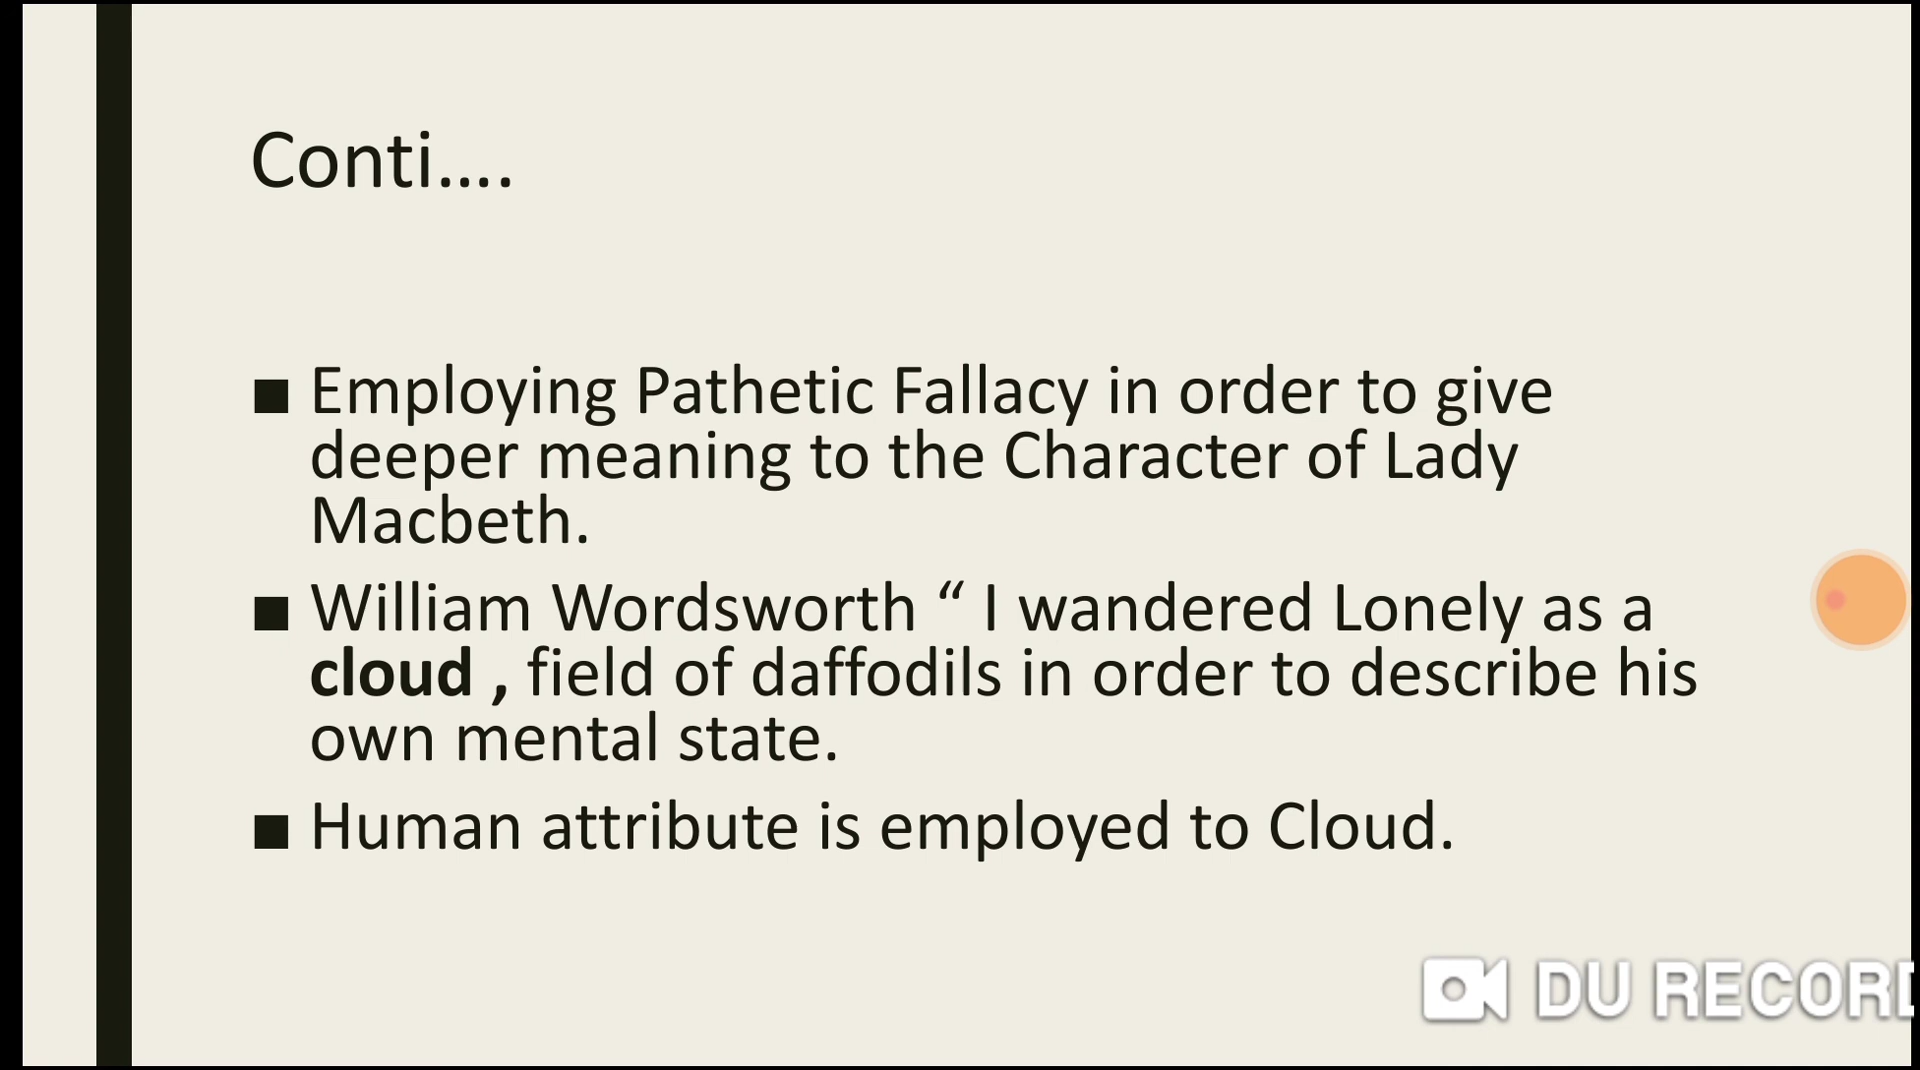 Conti....
■ Employing Pathetic Fallacy in order to give
deeper meaning to the Character of Lady
Macbeth.
■ William Wordsworth “ I wandered Lonely as a
cloud , field of daffodils in order to describe his
own mental state.
■ Human attribute is employed to Cloud.
DU RECORD